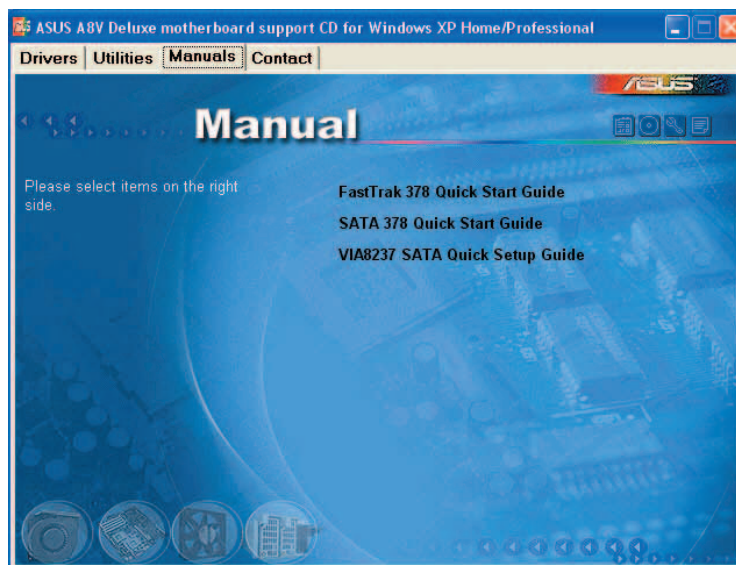 ASUS A8V Deluxe motherboard support CD for Windows XP Home/Professional
Drivers Utilities Manuals Contact
ASUS
Manual
Please select items on the right
side.
FastTrak 378 Quick Start Guide
SATA 378 Quick Start Guide
VIA8237 SATA Quick Setup Guide